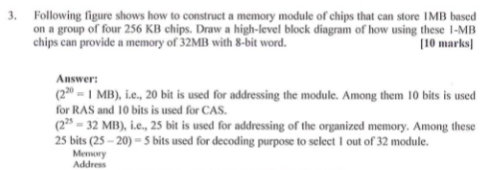 3. Following figure shows how to construct a memory module of chips that can store 1MB based
on a group of four 256 KB chips. Draw a high-level block diagram of how using these 1-MB
chips can provide a memory of 32MB with 8-bit word. [10 marks]
Answer:
(2²⁰ = 1 MB), i.e., 20 bit is used for addressing the module. Among them 10 bits is used
for RAS and 10 bits is used for CAS.
(2²⁵ = 32 MB), i.e., 25 bit is used for addressing of the organized memory. Among these
25 bits (25 – 20) = 5 bits used for decoding purpose to select 1 out of 32 module.
Memory
Address